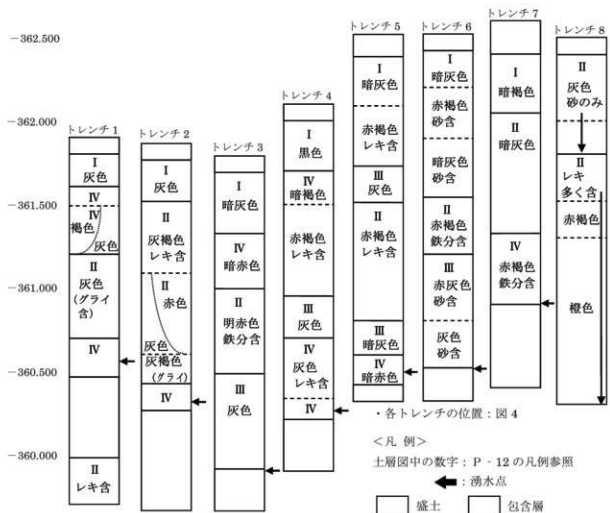 -362.500
-362.000
-361.500
-361.000
-360.500
-360.000
トレンチ 1
I
灰色
IV
IV
褐色
灰色
II
灰色
(グライ
含)
IV
II
レキ含
トレンチ 2
I
灰色
II
灰褐色
レキ含
II
赤色
灰色
灰褐色
(グライ)
IV
トレンチ 3
I
暗灰色
IV
暗赤色
II
明赤色
鉄分含
III
灰色
トレンチ 4
I
黒色
IV
暗褐色
赤褐色
レキ含
III
灰色
IV
灰色
レキ含
IV
トレンチ 5
I
暗灰色
赤褐色
レキ含
III
灰色
II
赤褐色
レキ含
III
暗灰色
IV
暗赤色
トレンチ 6
I
暗灰色
赤褐色
砂含
暗灰色
砂含
II
赤褐色
鉄分含
III
赤灰色
砂含
灰色
砂含
トレンチ 7
I
暗褐色
II
暗灰色
IV
赤褐色
鉄分含
トレンチ 8
II
灰色
砂のみ
II
レキ
多く含
赤褐色
橙色
・各トレンチの位置：図 4
＜凡 例＞
土層図中の数字：P - 12 の凡例参照
：湧水点
盛土 包含層